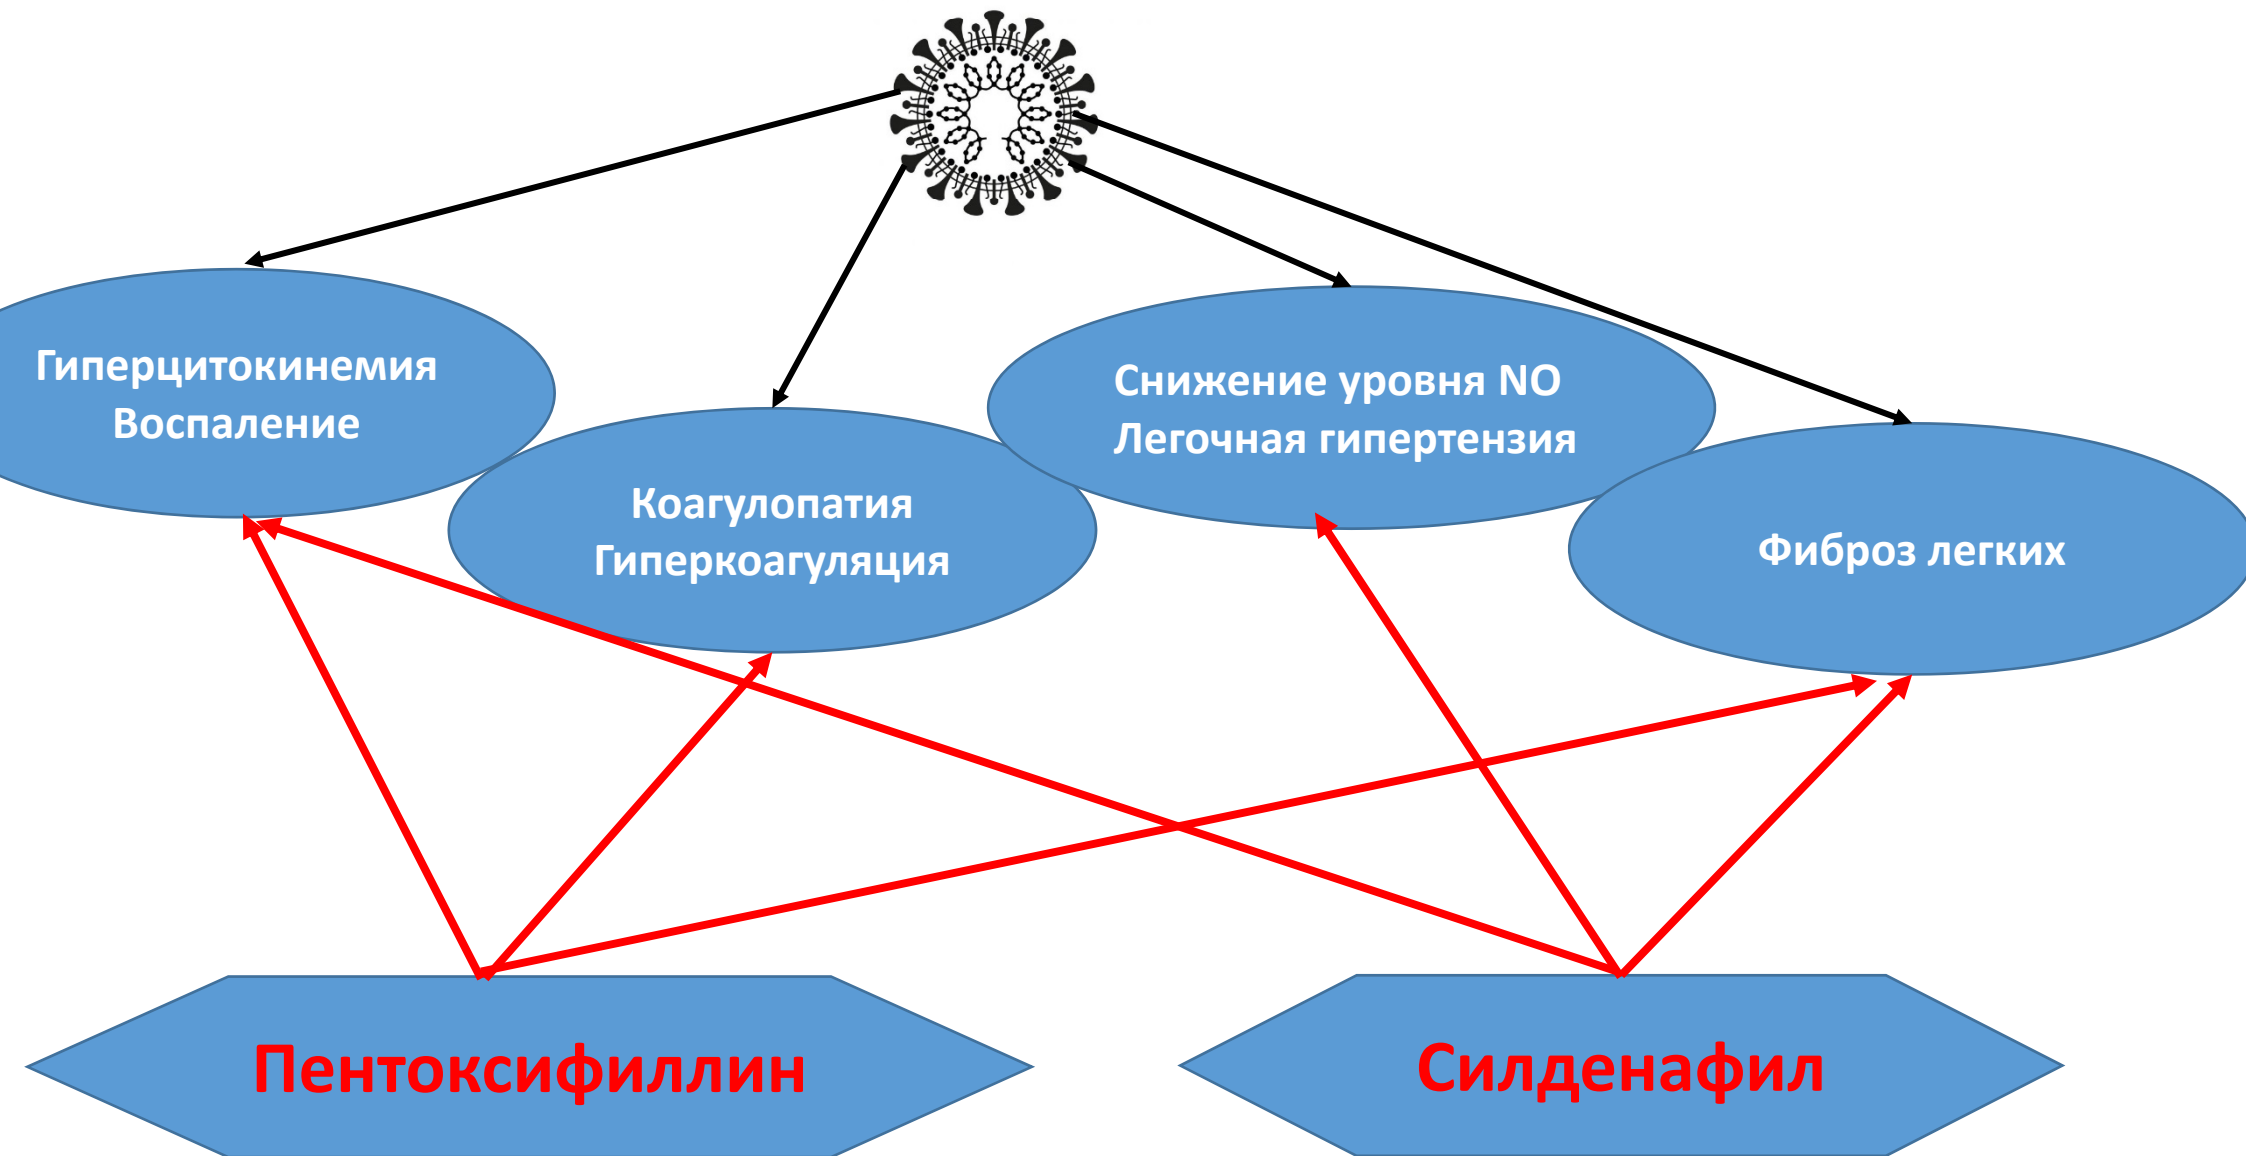 Гиперцитокинемия
Воспаление
Коагулопатия
Гиперкоагуляция
Снижение уровня NO
Легочная гипертензия
Фиброз легких
Пентоксифиллин
Силденафил